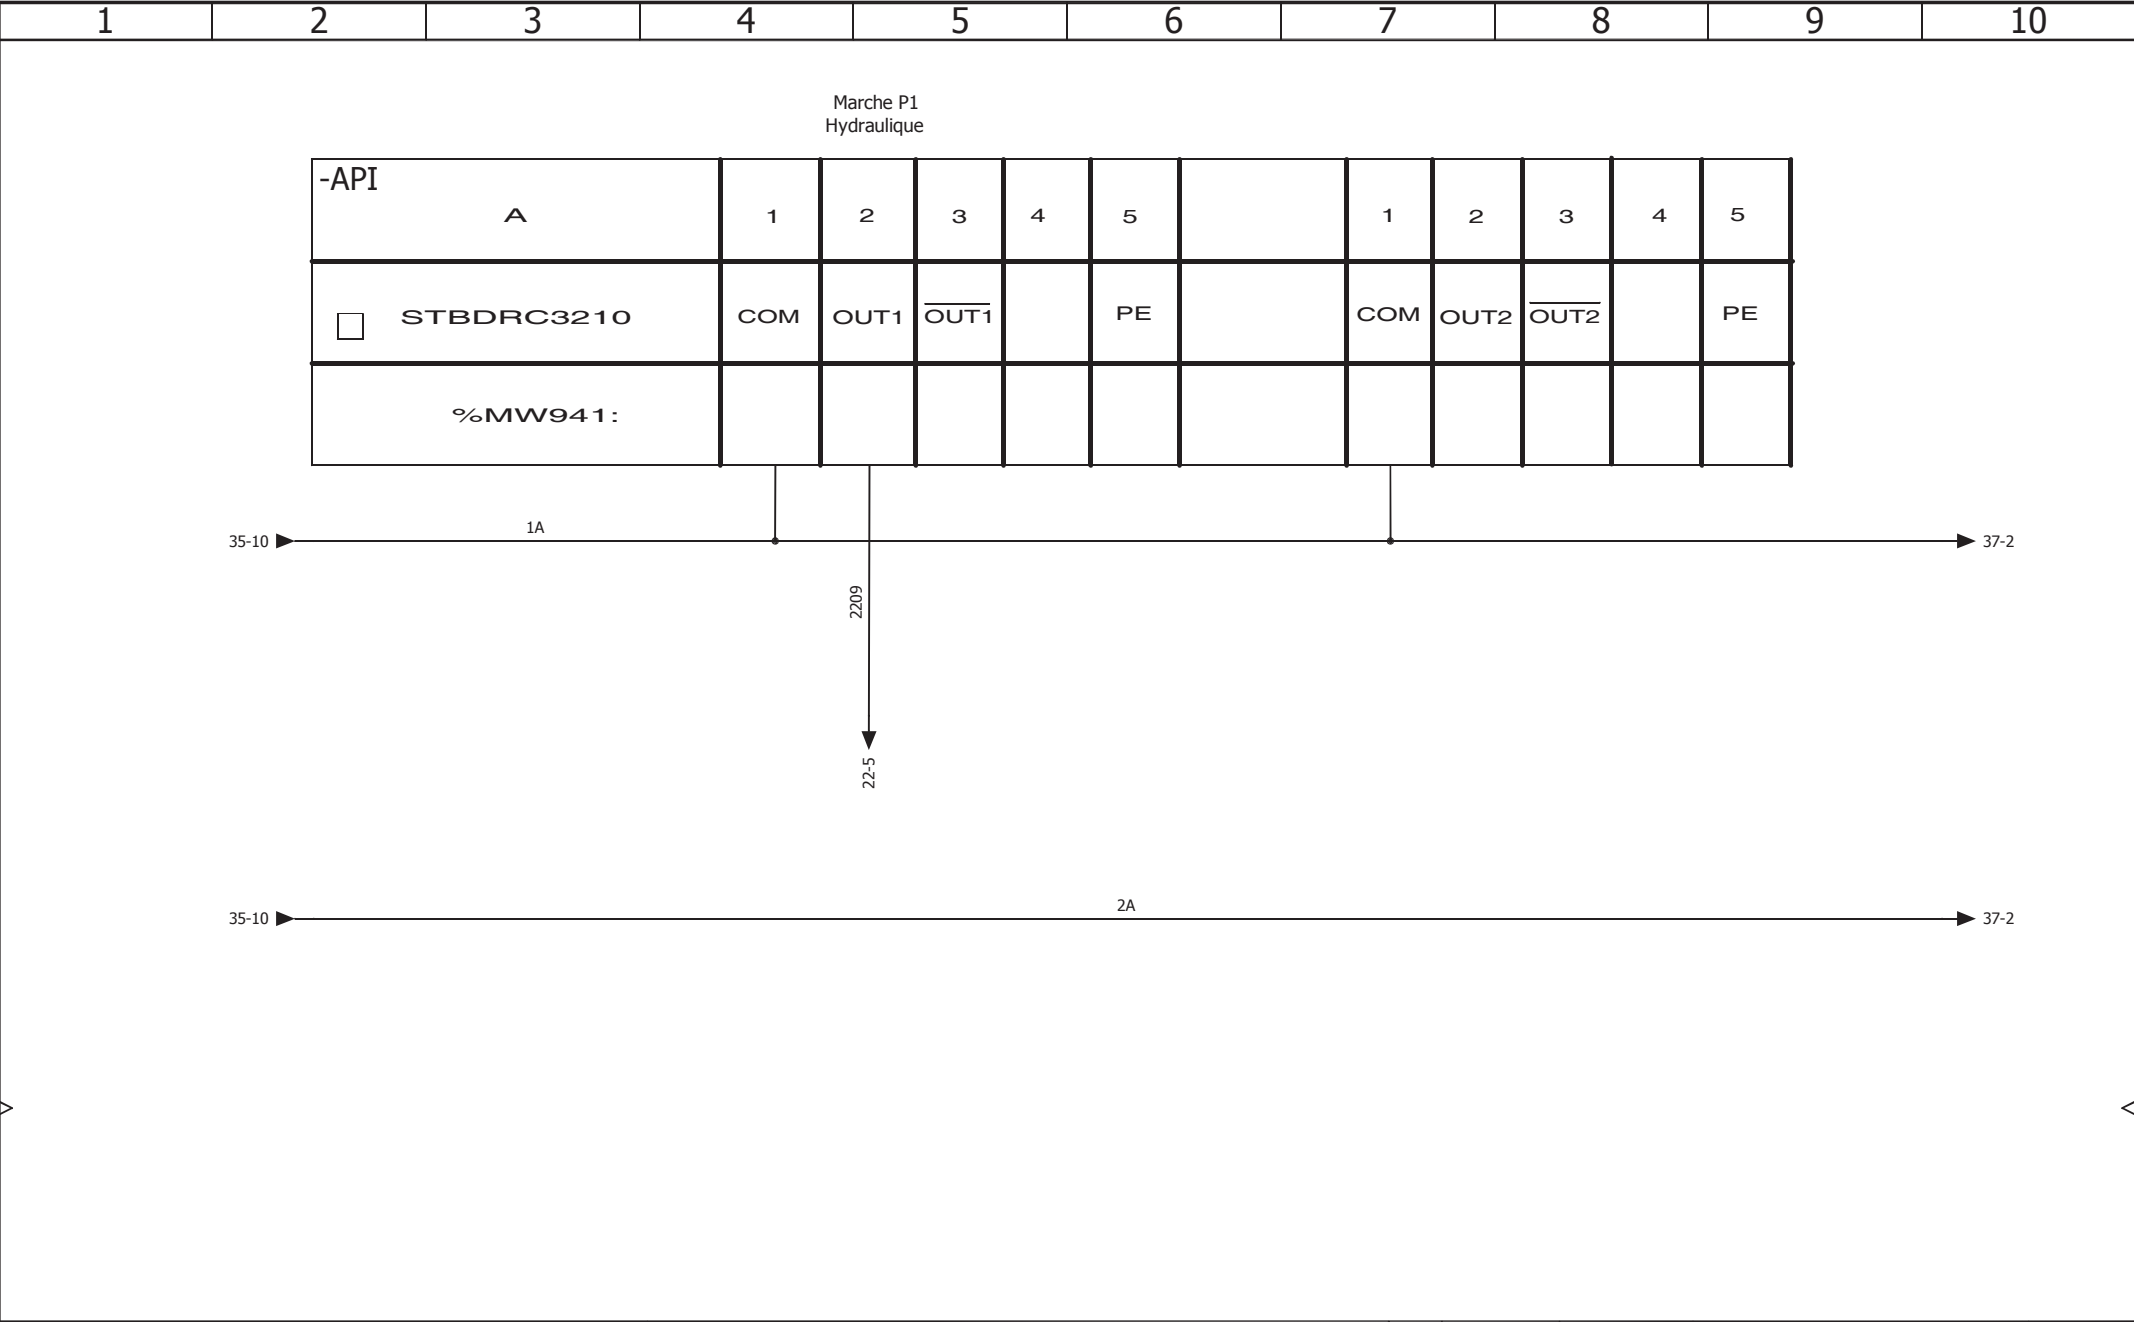 1 2 3 4 5 6 7 8 9 10
Marche P1
Hydraulique
-API
A 1 2 3 4 5 1 2 3 4 5
STBDRC3210 COM OUT1 OUT1 PE COM OUT2 OUT2 PE
%MW941:
1A
35-10 37-2
2209
22-5
2A
35-10 37-2